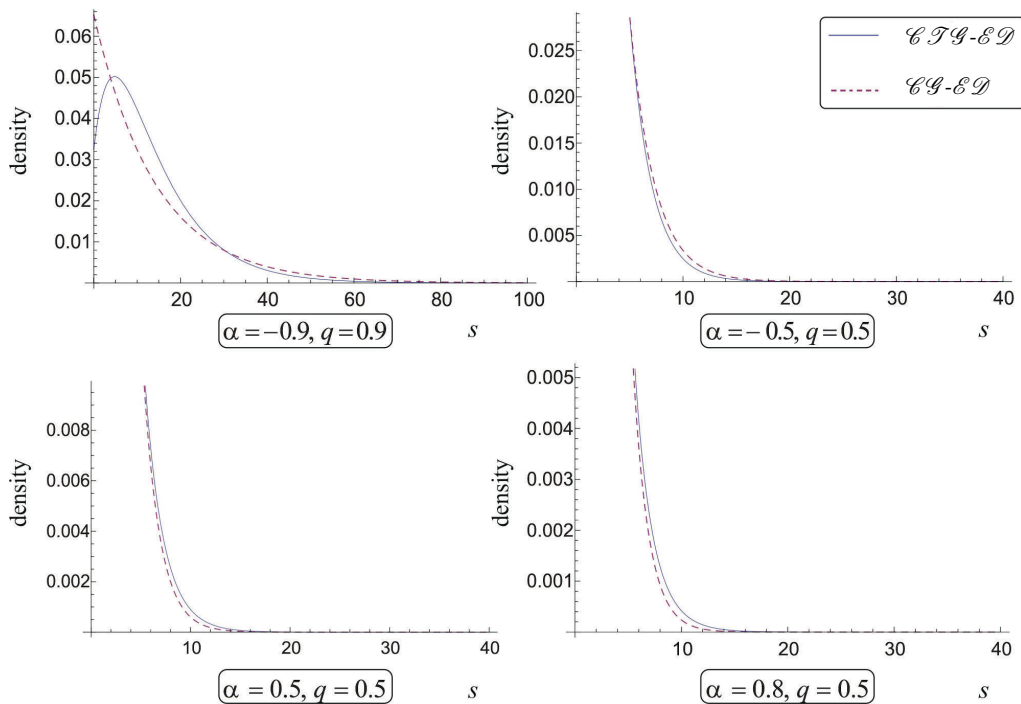 density
0.06
0.05
0.04
0.03
0.02
0.01
20 40 60 80 100
α = −0.9, q = 0.9 s
density
0.025
0.020
0.015
0.010
0.005
10 20 30 40
α = −0.5, q = 0.5 s
𝒞𝒯𝒢-ℰ𝒟
𝒞𝒢-ℰ𝒟
density
0.008
0.006
0.004
0.002
10 20 30 40
α = 0.5, q = 0.5 s
density
0.005
0.004
0.003
0.002
0.001
10 20 30 40
α = 0.8, q = 0.5 s